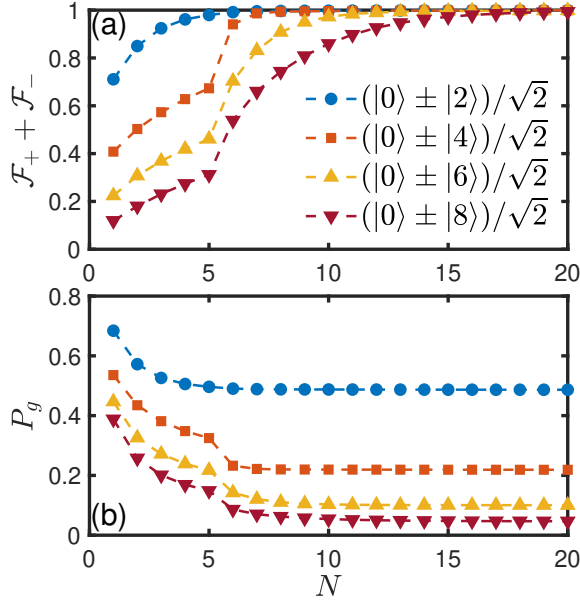 1
0.8
0.6
0.4
0.2
0
(a)
ℱ₊ + ℱ₋
(|0⟩ ± |2⟩)/√2
(|0⟩ ± |4⟩)/√2
(|0⟩ ± |6⟩)/√2
(|0⟩ ± |8⟩)/√2
0 5 10 15 20
0.8
0.6
0.4
0.2
0
P_g
(b)
0 5 10 15 20
N